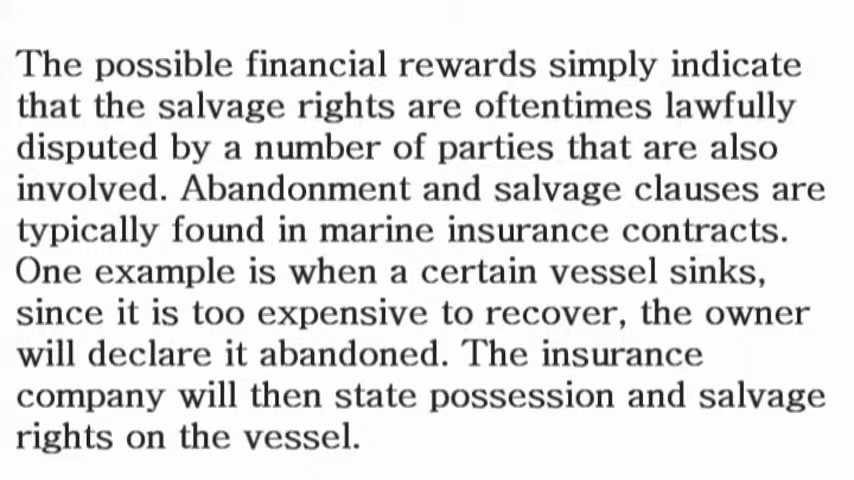 The possible financial rewards simply indicate
that the salvage rights are oftentimes lawfully
disputed by a number of parties that are also
involved. Abandonment and salvage clauses are
typically found in marine insurance contracts.
One example is when a certain vessel sinks,
since it is too expensive to recover, the owner
will declare it abandoned. The insurance
company will then state possession and salvage
rights on the vessel.